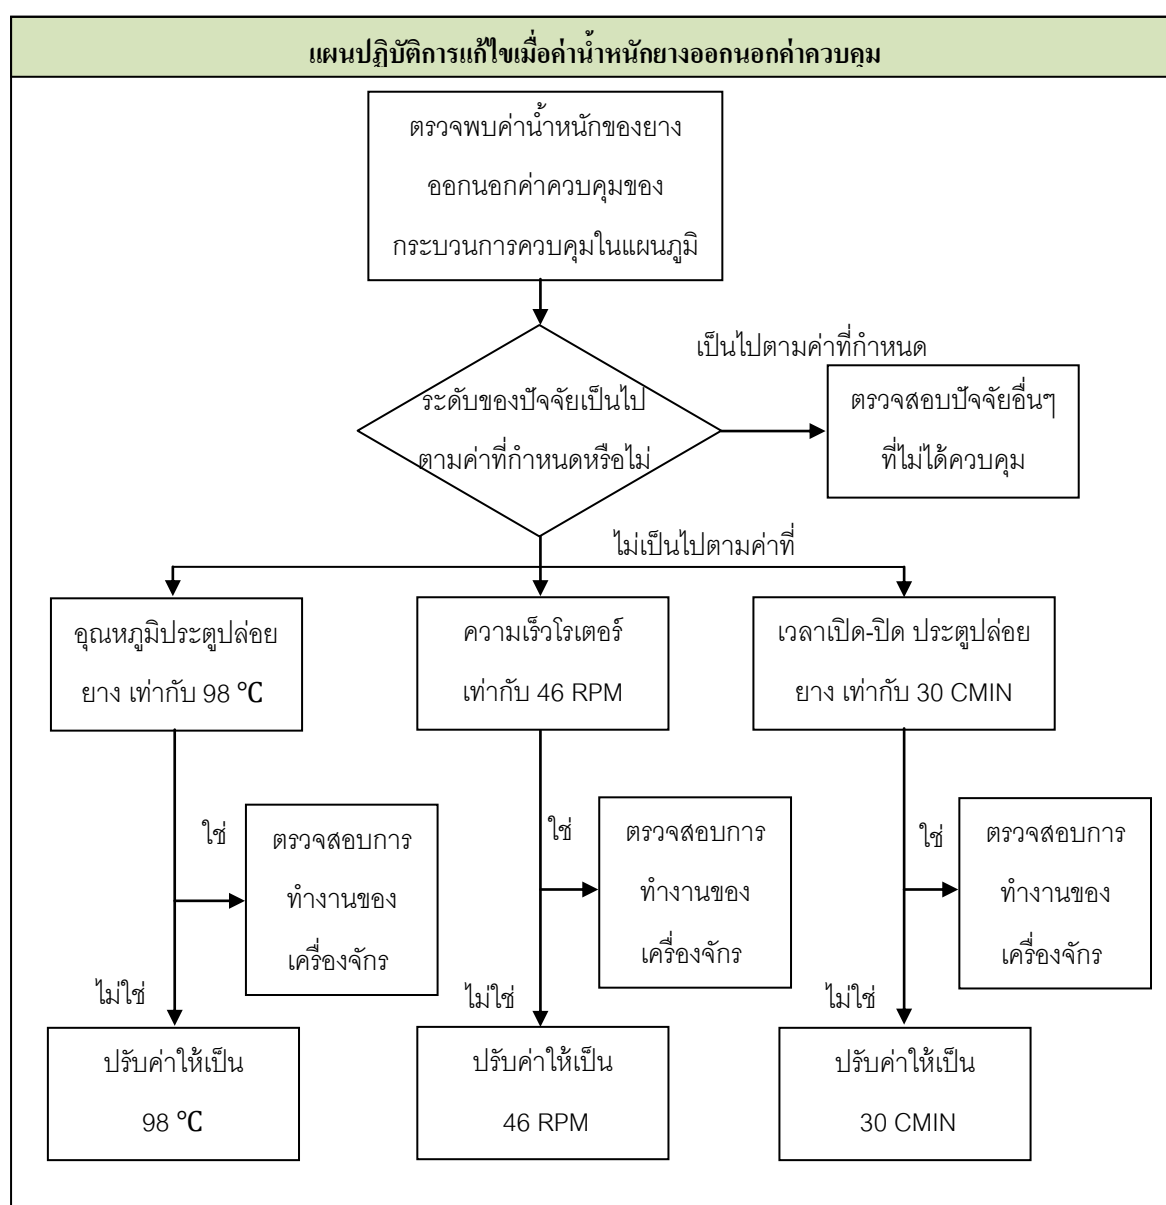 แผนปฏิบัติการแก้ไขเมื่อค่าน้ำหนักยางออกนอกค่าควบคุม
ตรวจพบค่าน้ำหนักของยาง
ออกนอกค่าควบคุมของ
กระบวนการควบคุมในแผนภูมิ
ระดับของปัจจัยเป็นไป
ตามค่าที่กำหนดหรือไม่
เป็นไปตามค่าที่กำหนด
ตรวจสอบปัจจัยอื่นๆ
ที่ไม่ได้ควบคุม
ไม่เป็นไปตามค่าที่
อุณหภูมิประตูปล่อย
ยาง เท่ากับ 98 °C
ความเร็วโรเตอร์
เท่ากับ 46 RPM
เวลาเปิด-ปิด ประตูปล่อย
ยาง เท่ากับ 30 CMIN
ใช่
ตรวจสอบการ
ทำงานของ
เครื่องจักร
ใช่
ตรวจสอบการ
ทำงานของ
เครื่องจักร
ใช่
ตรวจสอบการ
ทำงานของ
เครื่องจักร
ไม่ใช่
ปรับค่าให้เป็น
98 °C
ไม่ใช่
ปรับค่าให้เป็น
46 RPM
ไม่ใช่
ปรับค่าให้เป็น
30 CMIN